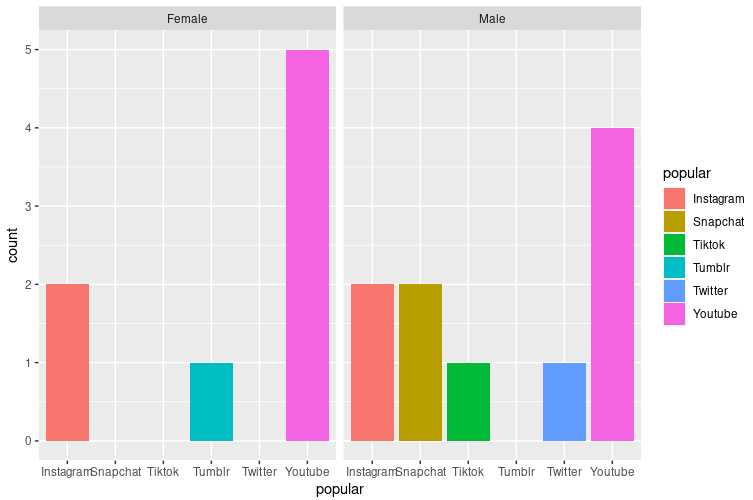 Female
Male
count
5
4
3
2
1
0
Instagram Snapchat Tiktok Tumblr Twitter Youtube
Instagram Snapchat Tiktok Tumblr Twitter Youtube
popular
popular
Instagram
Snapchat
Tiktok
Tumblr
Twitter
Youtube